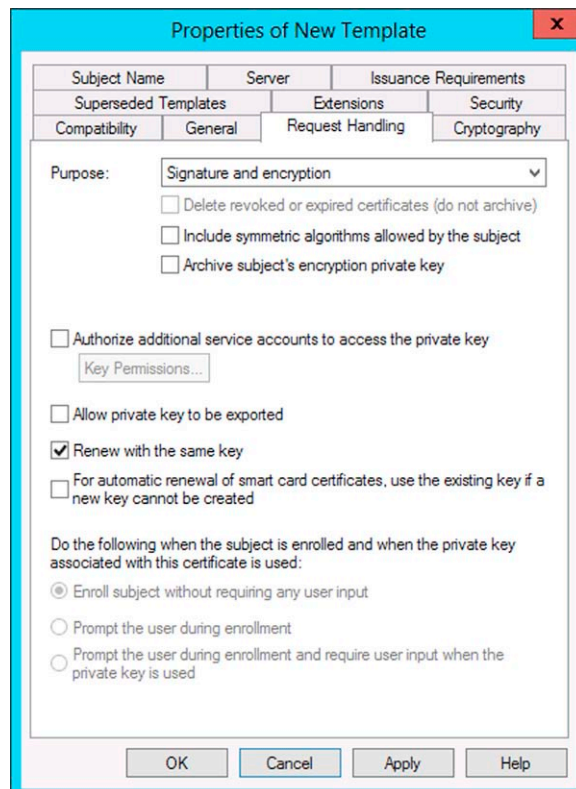 Properties of New Template
x
Subject Name Server Issuance Requirements
Superseded Templates Extensions Security
Compatibility General Request Handling Cryptography
Purpose: Signature and encryption
Delete revoked or expired certificates (do not archive)
Include symmetric algorithms allowed by the subject
Archive subject's encryption private key
Authorize additional service accounts to access the private key
Key Permissions...
Allow private key to be exported
Renew with the same key
For automatic renewal of smart card certificates, use the existing key if a
new key cannot be created
Do the following when the subject is enrolled and when the private key
associated with this certificate is used:
Enroll subject without requiring any user input
Prompt the user during enrollment
Prompt the user during enrollment and require user input when the
private key is used
OK Cancel Apply Help